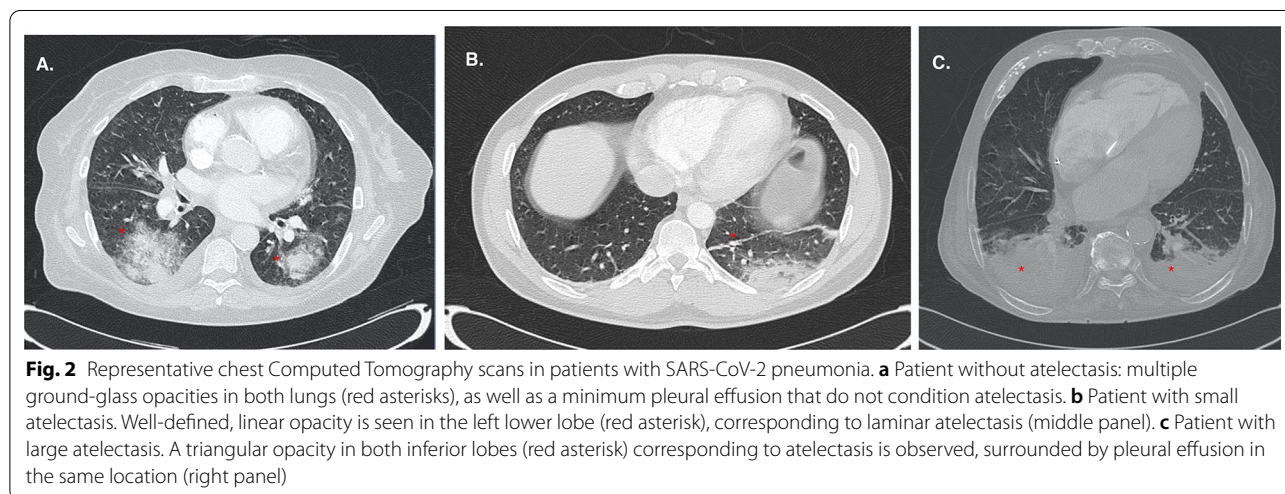 A.
B.
C.
Fig. 2 Representative chest Computed Tomography scans in patients with SARS-CoV-2 pneumonia. a Patient without atelectasis: multiple
ground-glass opacities in both lungs (red asterisks), as well as a minimum pleural effusion that do not condition atelectasis. b Patient with small
atelectasis. Well-defined, linear opacity is seen in the left lower lobe (red asterisk), corresponding to laminar atelectasis (middle panel). c Patient with
large atelectasis. A triangular opacity in both inferior lobes (red asterisk) corresponding to atelectasis is observed, surrounded by pleural effusion in
the same location (right panel)